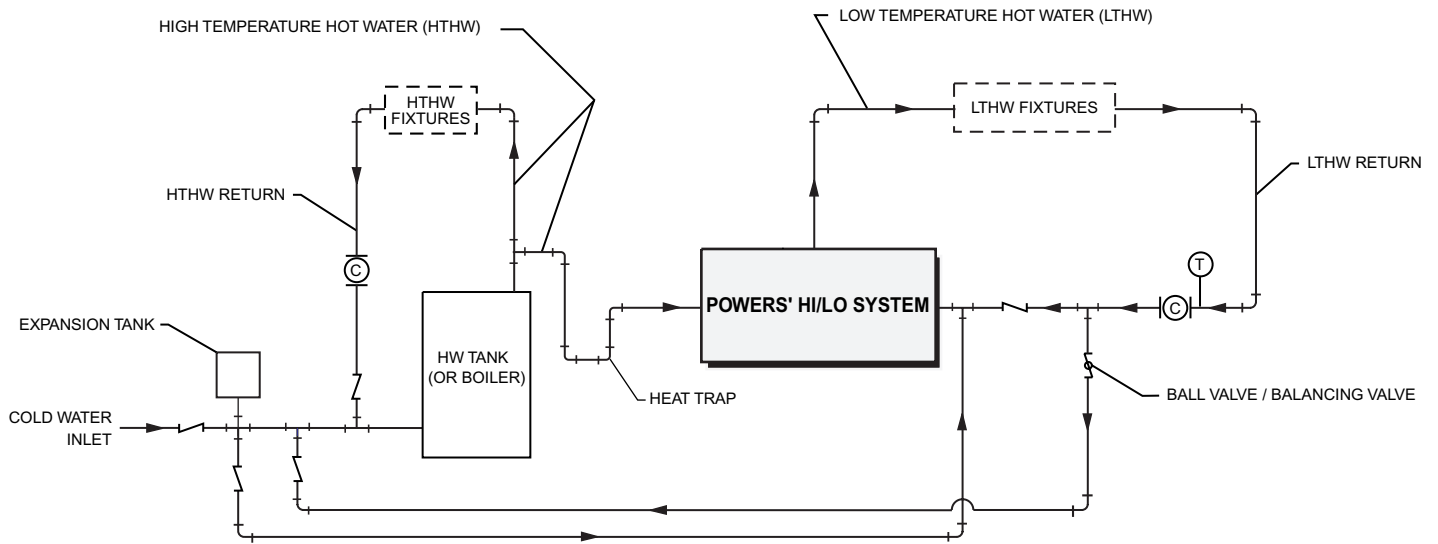 HIGH TEMPERATURE HOT WATER (HTHW)
LOW TEMPERATURE HOT WATER (LTHW)
HTHW
FIXTURES
LTHW FIXTURES
HTHW RETURN
LTHW RETURN
C
T
POWERS' HI/LO SYSTEM
C
EXPANSION TANK
HW TANK
(OR BOILER)
HEAT TRAP
BALL VALVE / BALANCING VALVE
COLD WATER
INLET